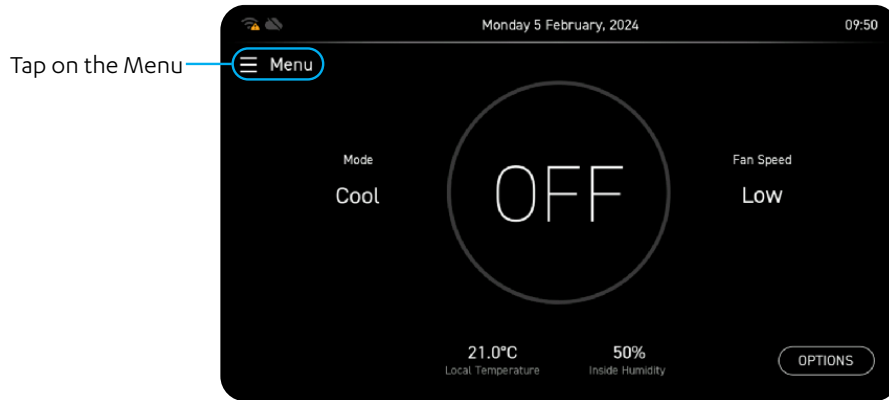 Monday 5 February, 2024
09:50
Tap on the Menu
Menu
Mode
Cool
OFF
Fan Speed
Low
21.0°C
Local Temperature
50%
Inside Humidity
OPTIONS